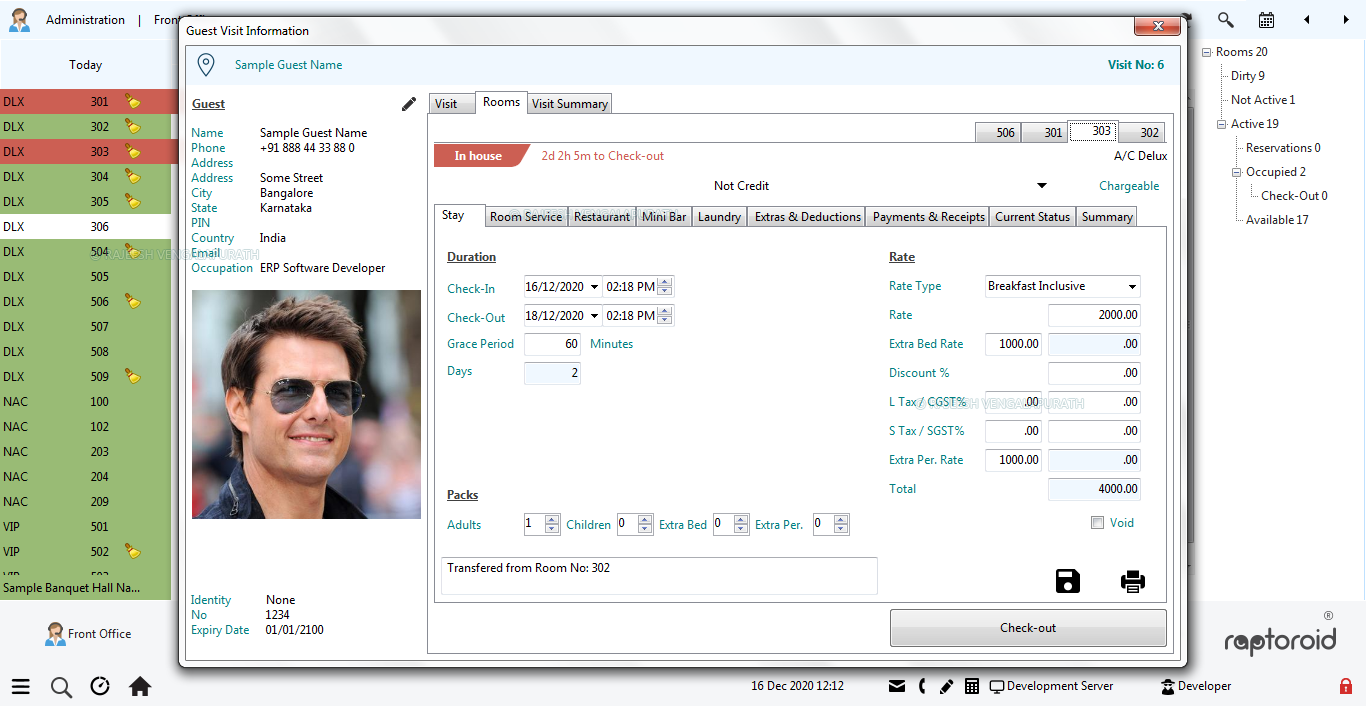 Administration | Front Offi
Guest Visit Information
Today
Sample Guest Name
Visit No: 6
DLX 301
DLX 302
DLX 303
DLX 304
DLX 305
DLX 306
DLX 504
DLX 505
DLX 506
DLX 507
DLX 508
DLX 509
NAC 100
NAC 102
NAC 203
NAC 204
NAC 209
VIP 501
VIP 502
VIP 503
Sample Banquet Hall Na...
Front Office
Guest
Name Sample Guest Name
Phone +91 888 44 33 88 0
Address
Address Some Street
City Bangalore
State Karnataka
PIN
Country India
Email
© RAJEESH VENGALAPURATH
Occupation ERP Software Developer
Identity None
No 1234
Expiry Date 01/01/2100
Visit Rooms Visit Summary
506 301 303 302
In house 2d 2h 5m to Check-out A/C Delux
Not Credit Chargeable
© RAJEESH VENGALAPURATH
Stay Room Service Restaurant Mini Bar Laundry Extras & Deductions Payments & Receipts Current Status Summary
Duration
Check-In 16/12/2020 02:18 PM
Check-Out 18/12/2020 02:18 PM
Grace Period 60 Minutes
Days 2
Rate
Rate Type Breakfast Inclusive
Rate 2000.00
Extra Bed Rate 1000.00 .00
Discount % .00
L Tax / CGST% .00 .00
© RAJEESH VENGALAPURATH
S Tax / SGST% .00 .00
Extra Per. Rate 1000.00 .00
Total 4000.00
Void
Packs
Adults 1 Children 0 Extra Bed 0 Extra Per. 0
Transfered from Room No: 302
Check-out
Rooms 20
Dirty 9
Not Active 1
Active 19
Reservations 0
Occupied 2
Check-Out 0
Available 17
raptoroid®
16 Dec 2020 12:12
Development Server
Developer